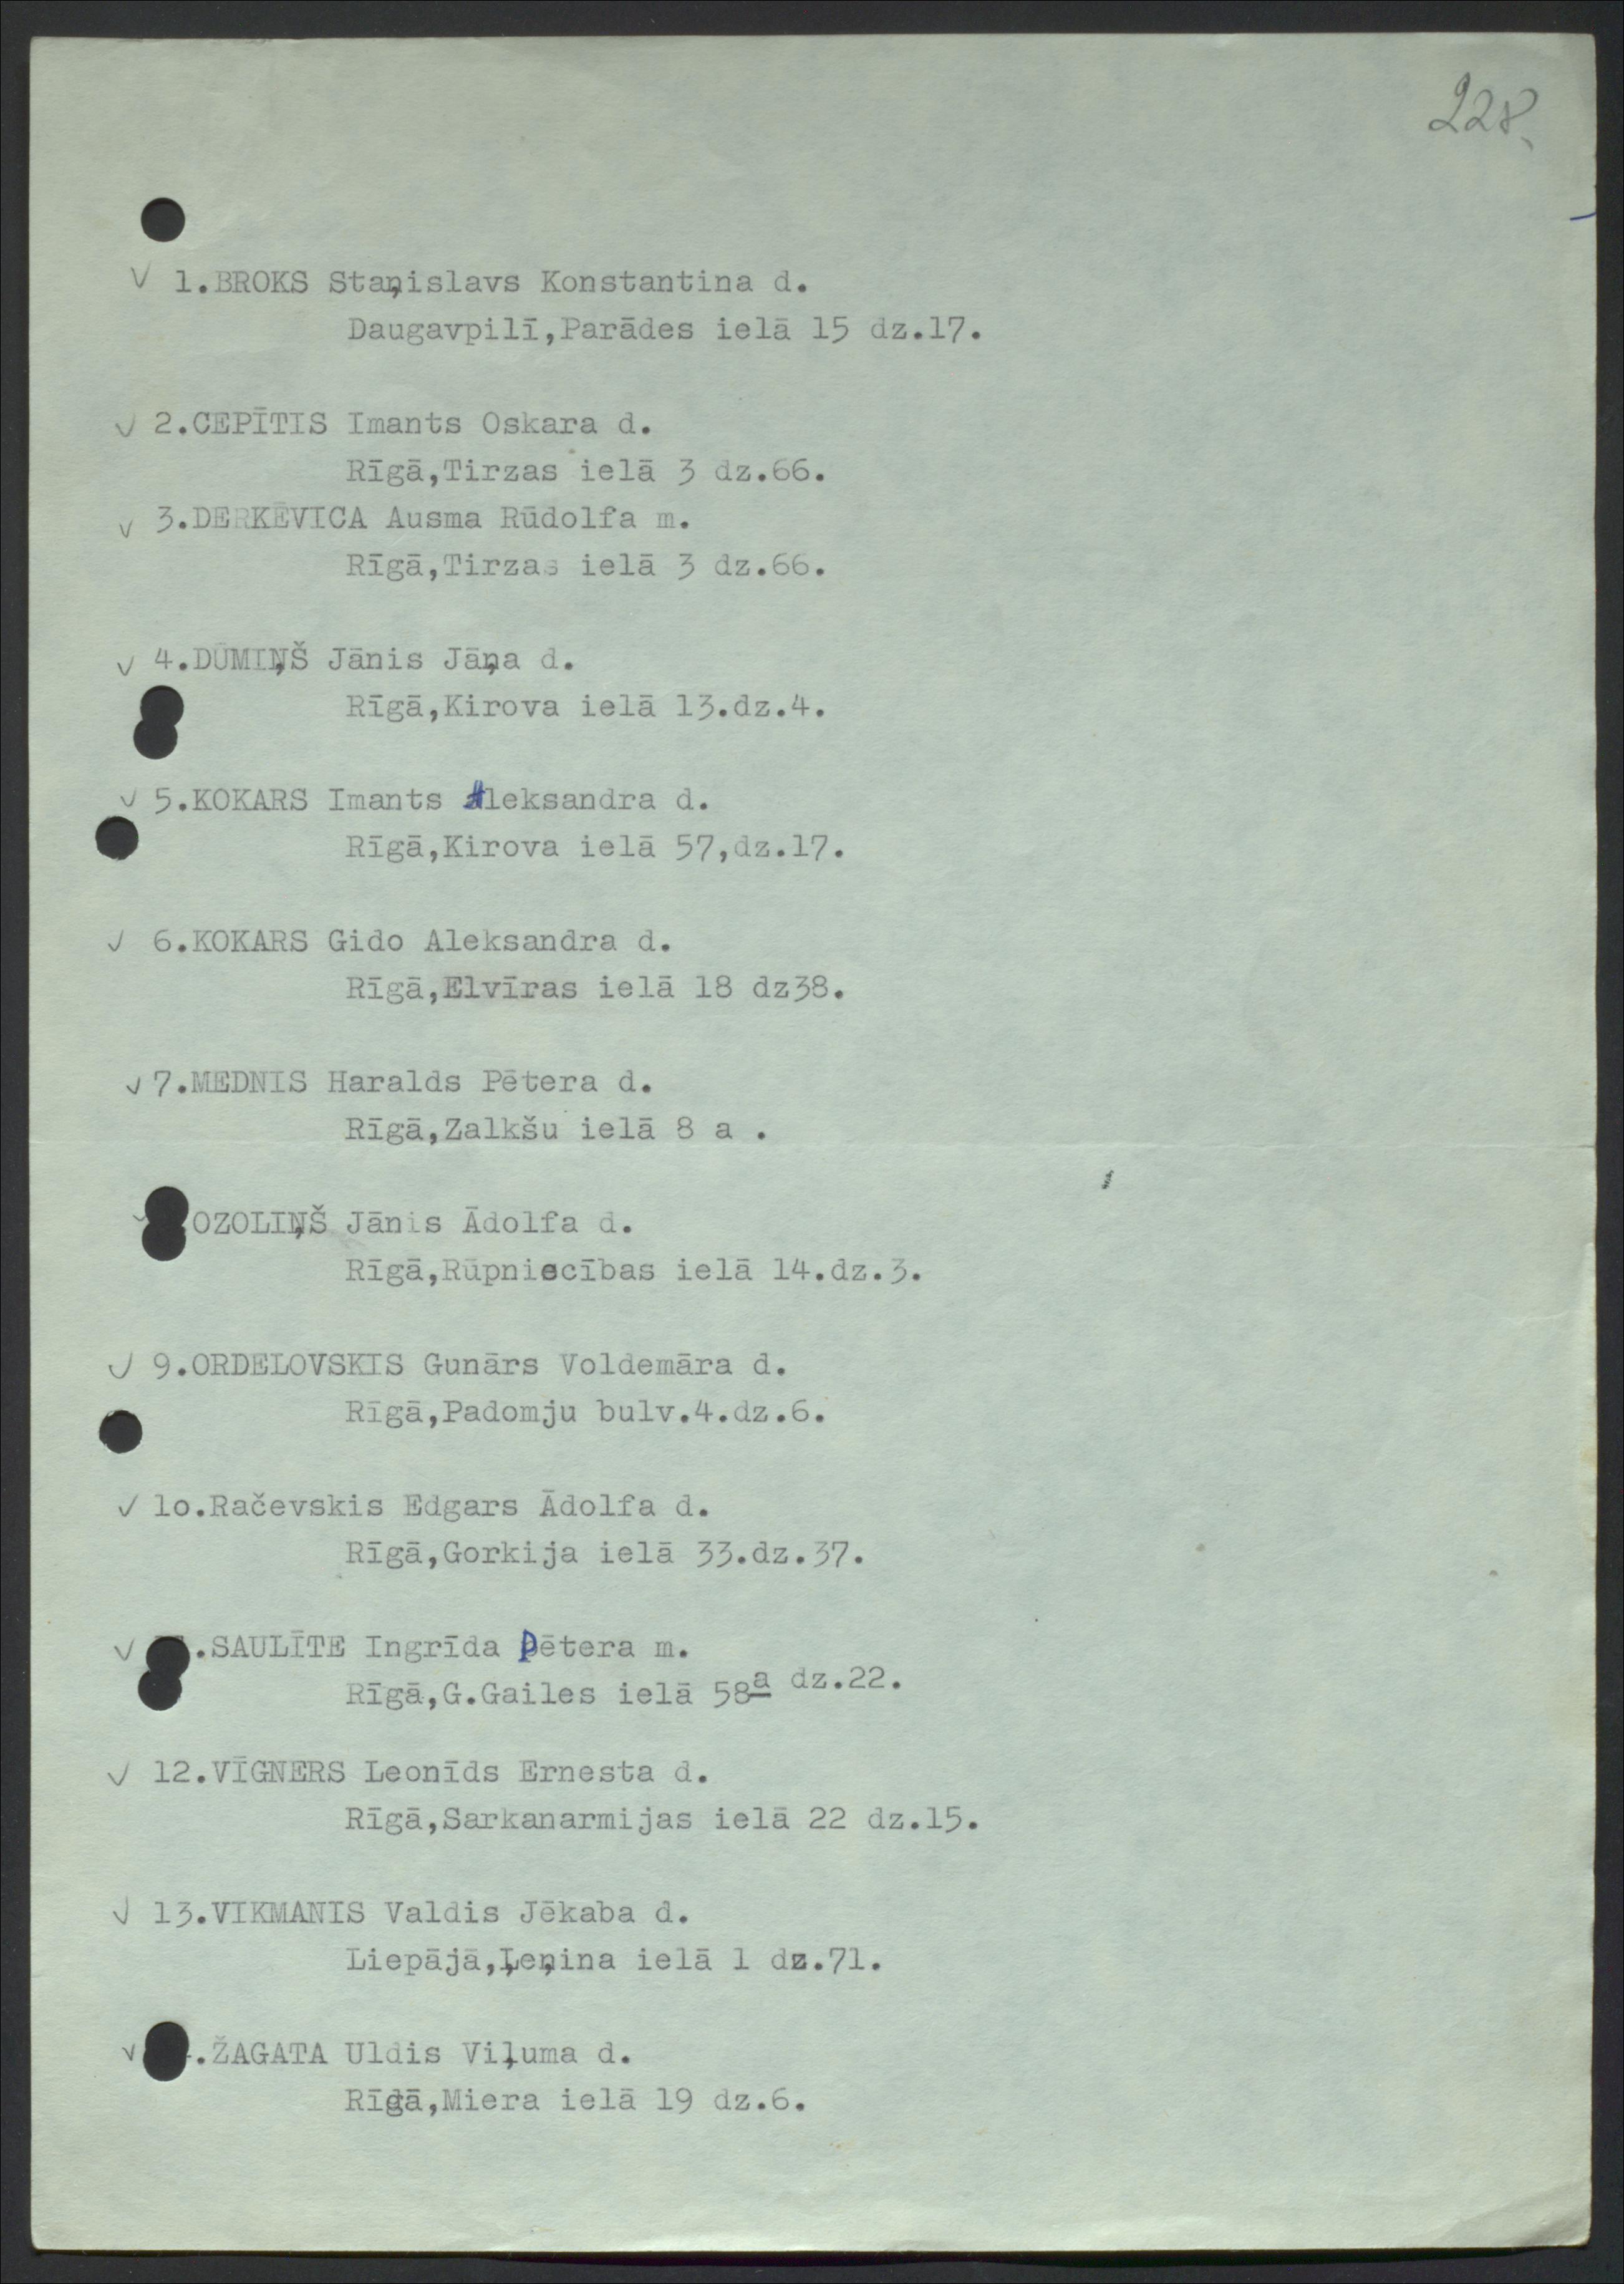 228.
√ 1.BROKS Staņislavs Konstantina d.
Daugavpilī,Parādes ielā 15 dz.17.
√ 2.CEPĪTIS Imants Oskara d.
Rīgā,Tirzas ielā 3 dz.66.
√ 3.DERKĒVICA Ausma Rūdolfa m.
Rīgā,Tirzas ielā 3 dz.66.
√ 4.DŪMIŅŠ Jānis Jāņa d.
Rīgā,Kirova ielā 13.dz.4.
√ 5.KOKARS Imants Aleksandra d.
Rīgā,Kirova ielā 57,dz.17.
√ 6.KOKARS Gido Aleksandra d.
Rīgā,Elvīras ielā 18 dz38.
√ 7.MEDNIS Haralds Pētera d.
Rīgā,Zalkšu ielā 8 a .
OZOLIŅŠ Jānis Ādolfa d.
Rīgā,Rūpniecības ielā 14.dz.3.
√ 9.ORDELOVSKIS Gunārs Voldemāra d.
Rīgā,Padomju bulv.4.dz.6.
√ lo.Račevskis Edgars Ādolfa d.
Rīgā,Gorkija ielā 33.dz.37.
√ .SAULĪTE Ingrīda Pētera m.
Rīgā,G.Gailes ielā 58a dz.22.
√ 12.VĪGNERS Leonīds Ernesta d.
Rīgā,Sarkanarmijas ielā 22 dz.15.
√ 13.VIKMANIS Valdis Jēkaba d.
Liepājā,Ļeņina ielā 1 dz.71.
√ .ŽAGATA Uldis Viļuma d.
Rīgā,Miera ielā 19 dz.6.